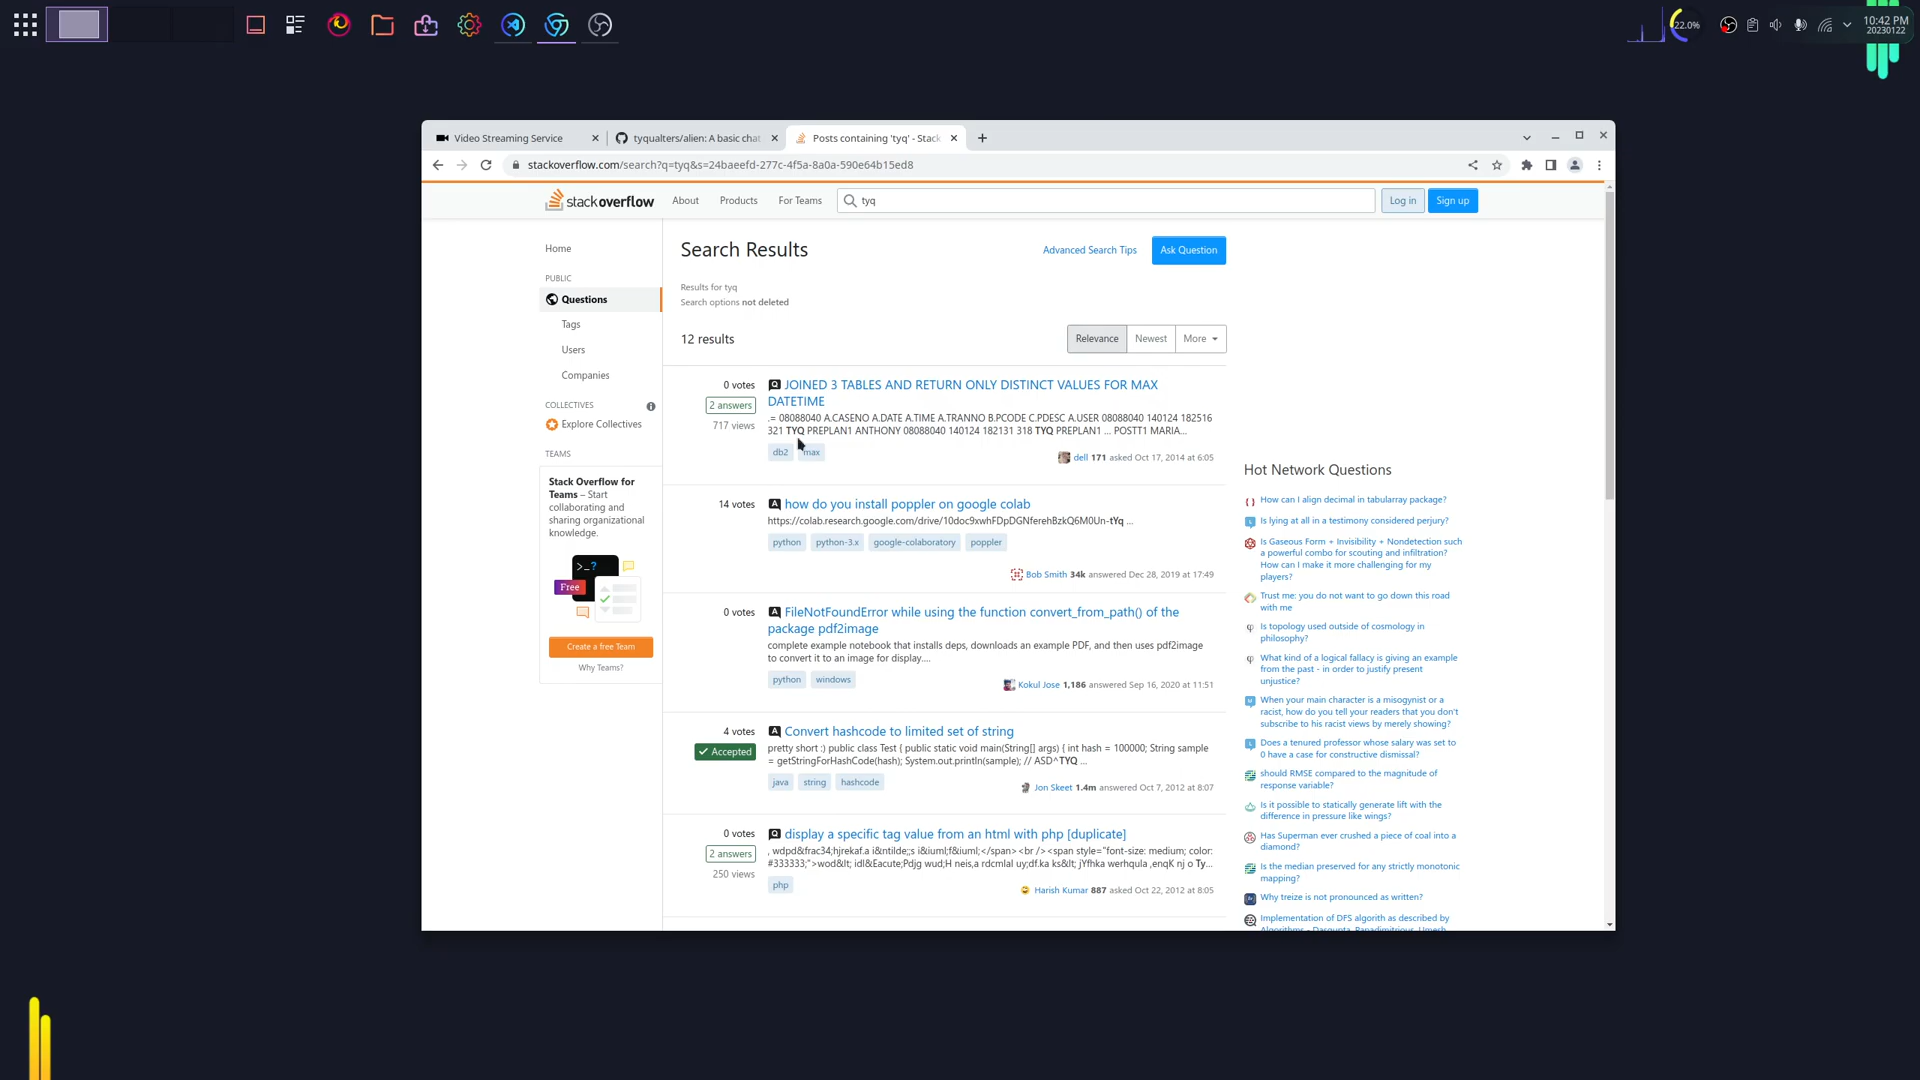 22.0%
10:42 PM
20230122
Video Streaming Service
tyqualters/alien: A basic chat
Posts containing 'tyq' - Stack
stackoverflow.com/search?q=tyq&s=24baeefd-277c-4f5a-8a0a-590e64b15ed8
stackoverflow
About
Products
For Teams
tyq
Log in
Sign up
Home
PUBLIC
Questions
Tags
Users
Companies
COLLECTIVES
Explore Collectives
TEAMS
Stack Overflow for
Teams – Start
collaborating and
sharing organizational
knowledge.
>_?
Free
Create a free Team
Why Teams?
Search Results
Advanced Search Tips
Ask Question
Results for tyq
Search options not deleted
12 results
Relevance
Newest
More
0 votes
2 answers
717 views
JOINED 3 TABLES AND RETURN ONLY DISTINCT VALUES FOR MAX
DATETIME
.= 08088040 A.CASENO A.DATE A.TIME A.TRANNO B.PCODE C.PDESC A.USER 08088040 140124 182516
321 TYQ PREPLAN1 ANTHONY 08088040 140124 182131 318 TYQ PREPLAN1 ... POSTT1 MARIA...
db2
max
dell 171 asked Oct 17, 2014 at 6:05
14 votes
how do you install poppler on google colab
https://colab.research.google.com/drive/10doc9xwhFDpDGNferehBzkQ6M0Un-tYq ...
python
python-3.x
google-colaboratory
poppler
Bob Smith 34k answered Dec 28, 2019 at 17:49
0 votes
FileNotFoundError while using the function convert_from_path() of the
package pdf2image
complete example notebook that installs deps, downloads an example PDF, and then uses pdf2image
to convert it to an image for display....
python
windows
Kokul Jose 1,186 answered Sep 16, 2020 at 11:51
4 votes
Accepted
Convert hashcode to limited set of string
pretty short :) public class Test { public static void main(String[] args) { int hash = 100000; String sample
= getStringForHashCode(hash); System.out.println(sample); // ASD^TYQ ...
java
string
hashcode
Jon Skeet 1.4m answered Oct 7, 2012 at 8:07
0 votes
2 answers
250 views
display a specific tag value from an html with php [duplicate]
, wdpd&frac34;hjrekaf.a i&ntilde;;s i&iuml;f&iuml;</span><br /><span style="font-size: medium; color:
#333333;">wod&lt; idl&Eacute;Pdjg wud;H neis,a rdcmlal uy;df.ka ks&lt; jYfhka werhqula ,enqK nj o Ty...
php
Harish Kumar 887 asked Oct 22, 2012 at 8:05
Hot Network Questions
How can I align decimal in tabularray package?
Is lying at all in a testimony considered perjury?
Is Gaseous Form + Invisibility + Nondetection such
a powerful combo for scouting and infiltration?
How can I make it more challenging for my
players?
Trust me: you do not want to go down this road
with me
Is topology used outside of cosmology in
philosophy?
What kind of a logical fallacy is giving an example
from the past - in order to justify present
unjustice?
When your main character is a misogynist or a
racist, how do you tell your readers that you don't
subscribe to his racist views by merely showing?
Does a tenured professor whose salary was set to
0 have a case for constructive dismissal?
should RMSE compared to the magnitude of
response variable?
Is it possible to statically generate lift with the
difference in pressure like wings?
Has Superman ever crushed a piece of coal into a
diamond?
Is the median preserved for any strictly monotonic
mapping?
Why treize is not pronounced as written?
Implementation of DFS algorith as described by
Algorithms - Dasgupta, Papadimitrious, Umesh